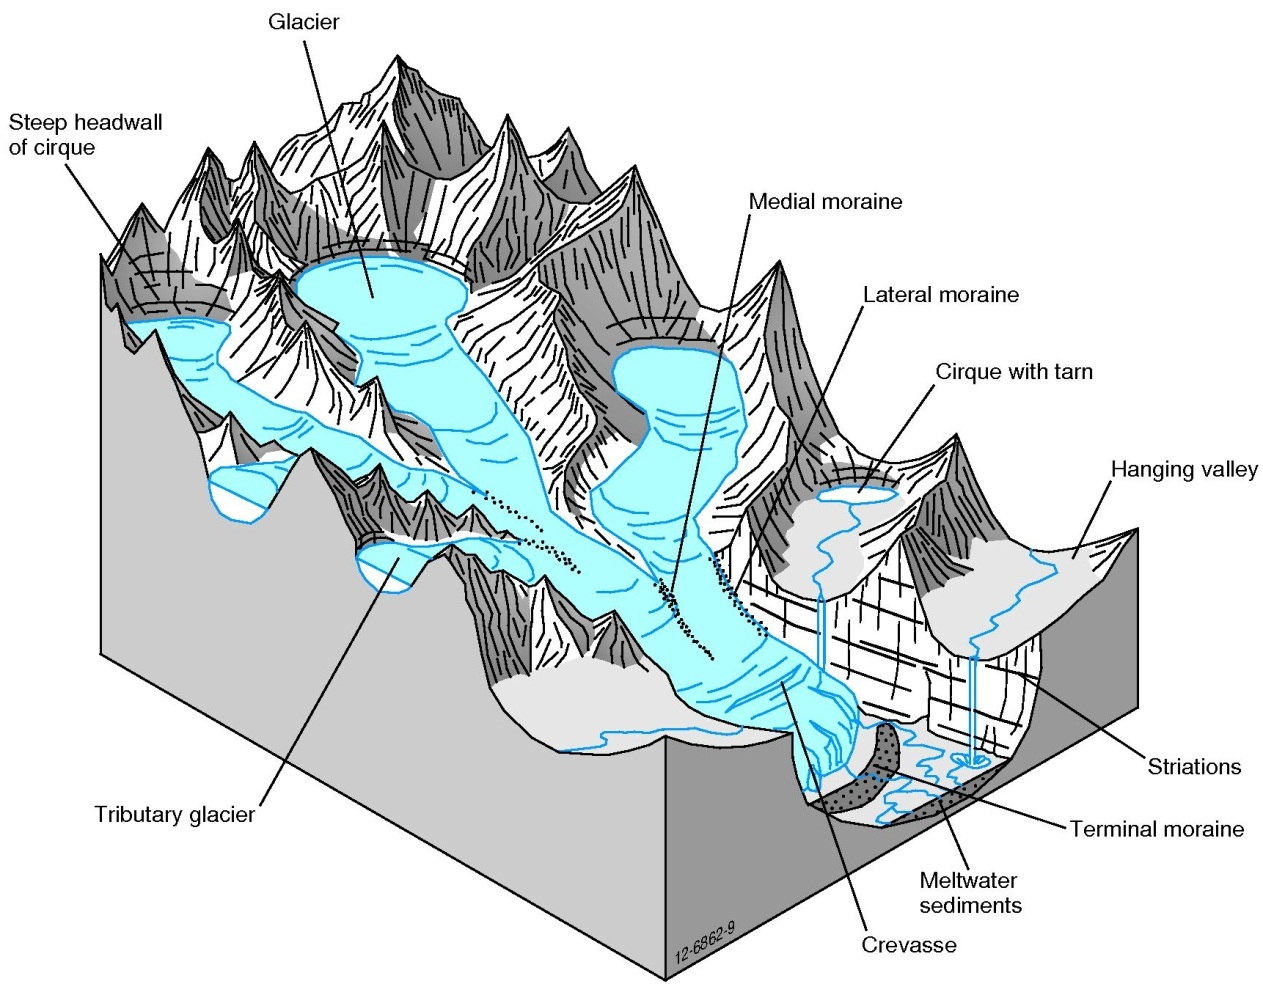 Glacier
Steep headwall
of cirque
Medial moraine
Lateral moraine
Cirque with tarn
Hanging valley
Striations
Tributary glacier
Terminal moraine
Meltwater
sediments
Crevasse
12-6862-9